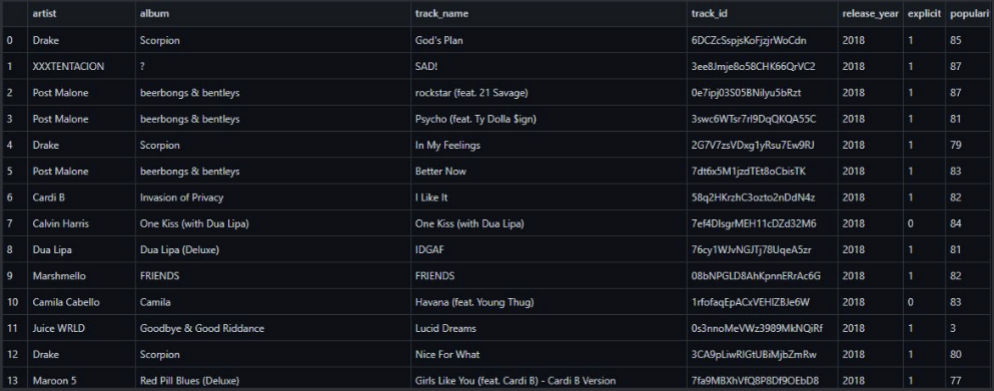 artist album track_name track_id release_year explicit populari
0 Drake Scorpion God's Plan 6DCZcSspjsKoFjzjrWoCdn 2018 1 85
1 XXXTENTACION ? SAD! 3ee8Jmje8o58CHK66QrVC2 2018 1 87
2 Post Malone beerbongs & bentleys rockstar (feat. 21 Savage) 0e7ipj03S05BNilyu5bRzt 2018 1 87
3 Post Malone beerbongs & bentleys Psycho (feat. Ty Dolla $ign) 3swc6WTsr7rl9DqQKQA55C 2018 1 81
4 Drake Scorpion In My Feelings 2G7V7zsVDxg1yRsu7Ew9RJ 2018 1 79
5 Post Malone beerbongs & bentleys Better Now 7dt6x5M1jzdTEt8oCbisTK 2018 1 83
6 Cardi B Invasion of Privacy I Like It 58q2HKrzhC3ozto2nDdN4z 2018 1 82
7 Calvin Harris One Kiss (with Dua Lipa) One Kiss (with Dua Lipa) 7ef4DlsgrMEH11cDZd32M6 2018 0 84
8 Dua Lipa Dua Lipa (Deluxe) IDGAF 76cy1WJvNGJTj78UqeA5zr 2018 1 81
9 Marshmello FRIENDS FRIENDS 08bNPGLD8AhKpnnERrAc6G 2018 1 82
10 Camila Cabello Camila Havana (feat. Young Thug) 1rfofaqEpACxVEHIZBJe6W 2018 0 83
11 Juice WRLD Goodbye & Good Riddance Lucid Dreams 0s3nnoMeVWz3989MkNQiRf 2018 1 3
12 Drake Scorpion Nice For What 3CA9pLiwRIGtUBiMjbZmRw 2018 1 80
13 Maroon 5 Red Pill Blues (Deluxe) Girls Like You (feat. Cardi B) - Cardi B Version 7fa9MBXhVfQ8P8Df9OEbD8 2018 1 77